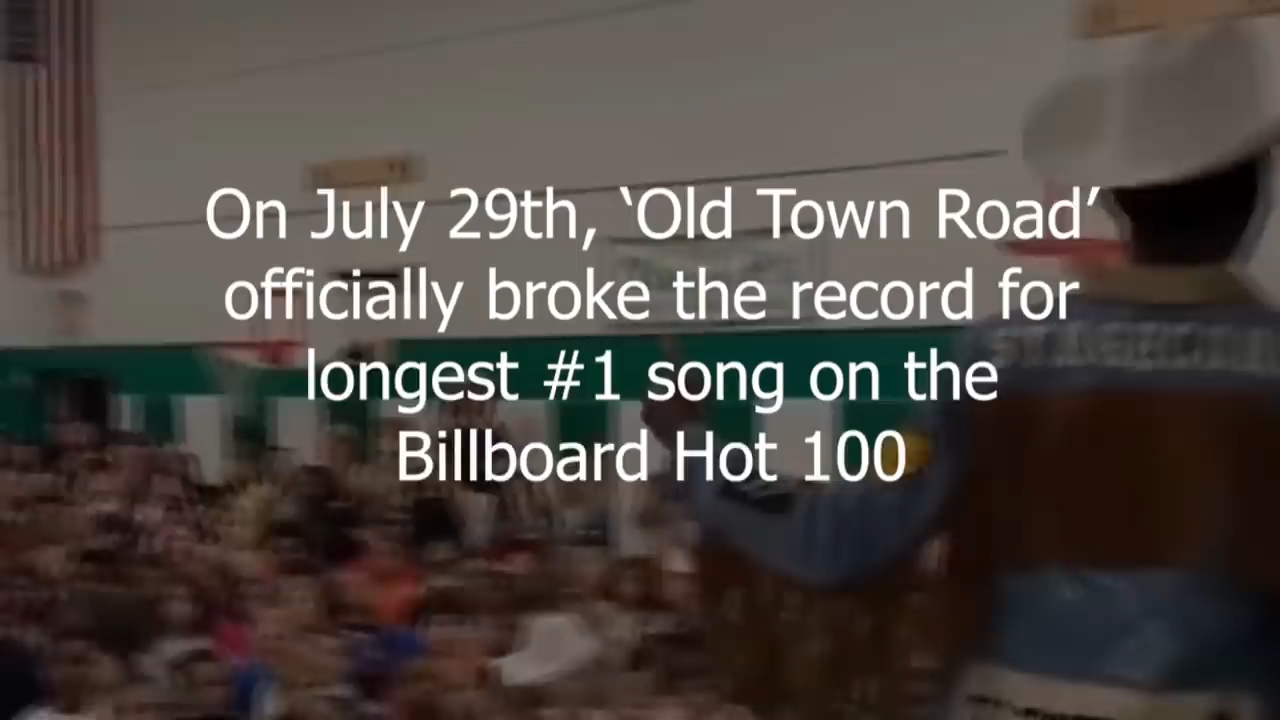 On July 29th, ‘Old Town Road’
officially broke the record for
longest #1 song on the
Billboard Hot 100